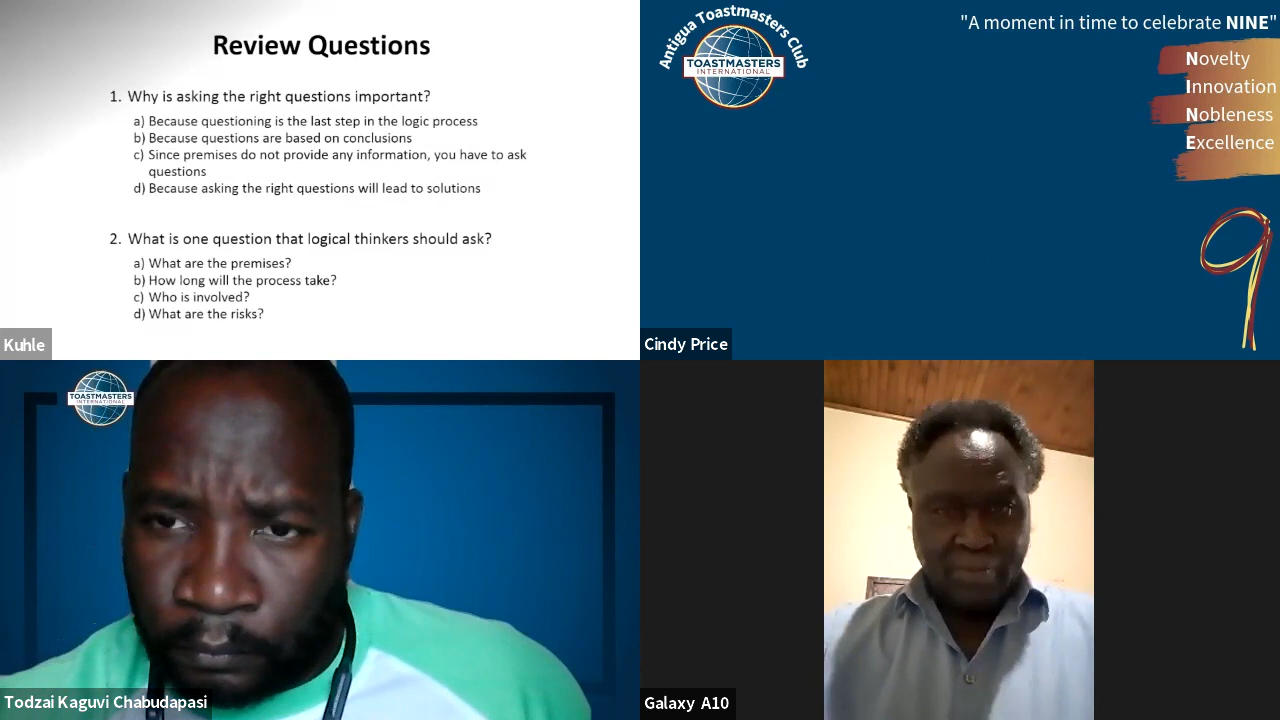 Review Questions
1. Why is asking the right questions important?
a) Because questioning is the last step in the logic process
b) Because questions are based on conclusions
c) Since premises do not provide any information, you have to ask
questions
d) Because asking the right questions will lead to solutions
2. What is one question that logical thinkers should ask?
a) What are the premises?
b) How long will the process take?
c) Who is involved?
d) What are the risks?
Kuhle
Antigua Toastmasters Club
TOASTMASTERS
INTERNATIONAL
"A moment in time to celebrate NINE"
Novelty
Innovation
Nobleness
Excellence
9
Cindy Price
TOASTMASTERS
INTERNATIONAL
Todzai Kaguvi Chabudapasi
Galaxy A10